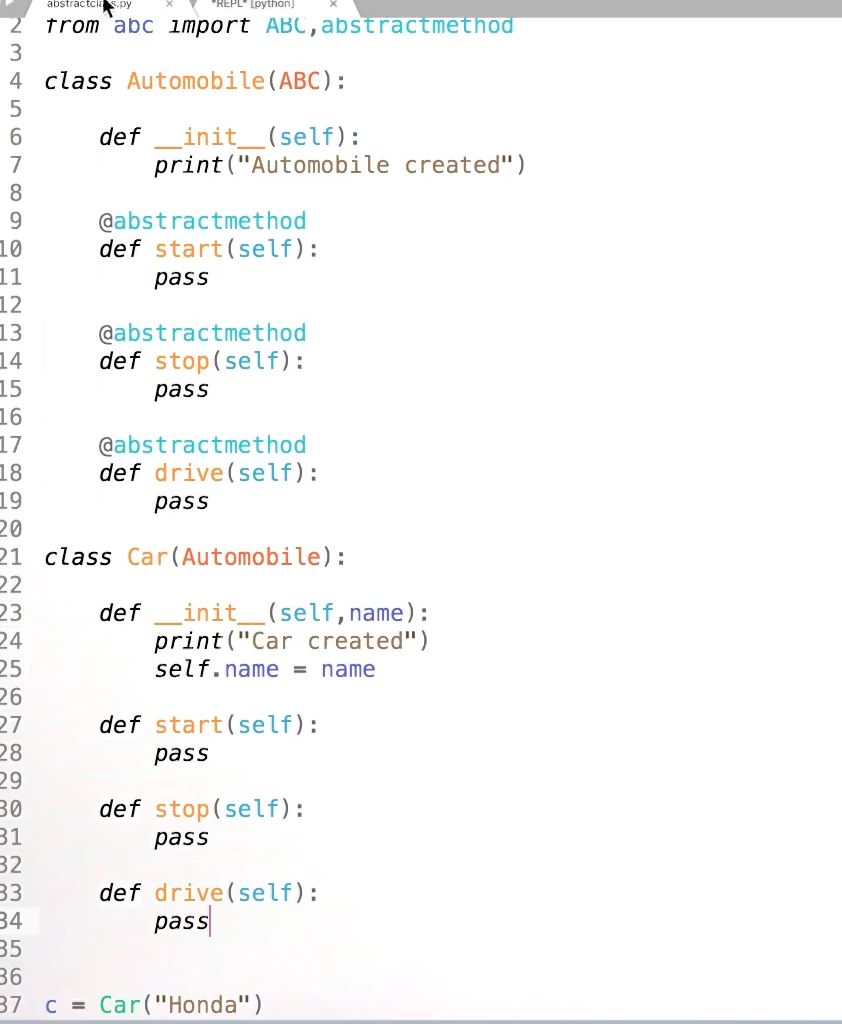 abstractclass.py × *REPL* [python] ×
2 from abc import ABC,abstractmethod
3
4 class Automobile(ABC):
5
6 def __init__(self):
7 print("Automobile created")
8
9 @abstractmethod
10 def start(self):
11 pass
12
13 @abstractmethod
14 def stop(self):
15 pass
16
17 @abstractmethod
18 def drive(self):
19 pass
20
21 class Car(Automobile):
22
23 def __init__(self,name):
24 print("Car created")
25 self.name = name
26
27 def start(self):
28 pass
29
30 def stop(self):
31 pass
32
33 def drive(self):
34 pass
35
36
37 c = Car("Honda")